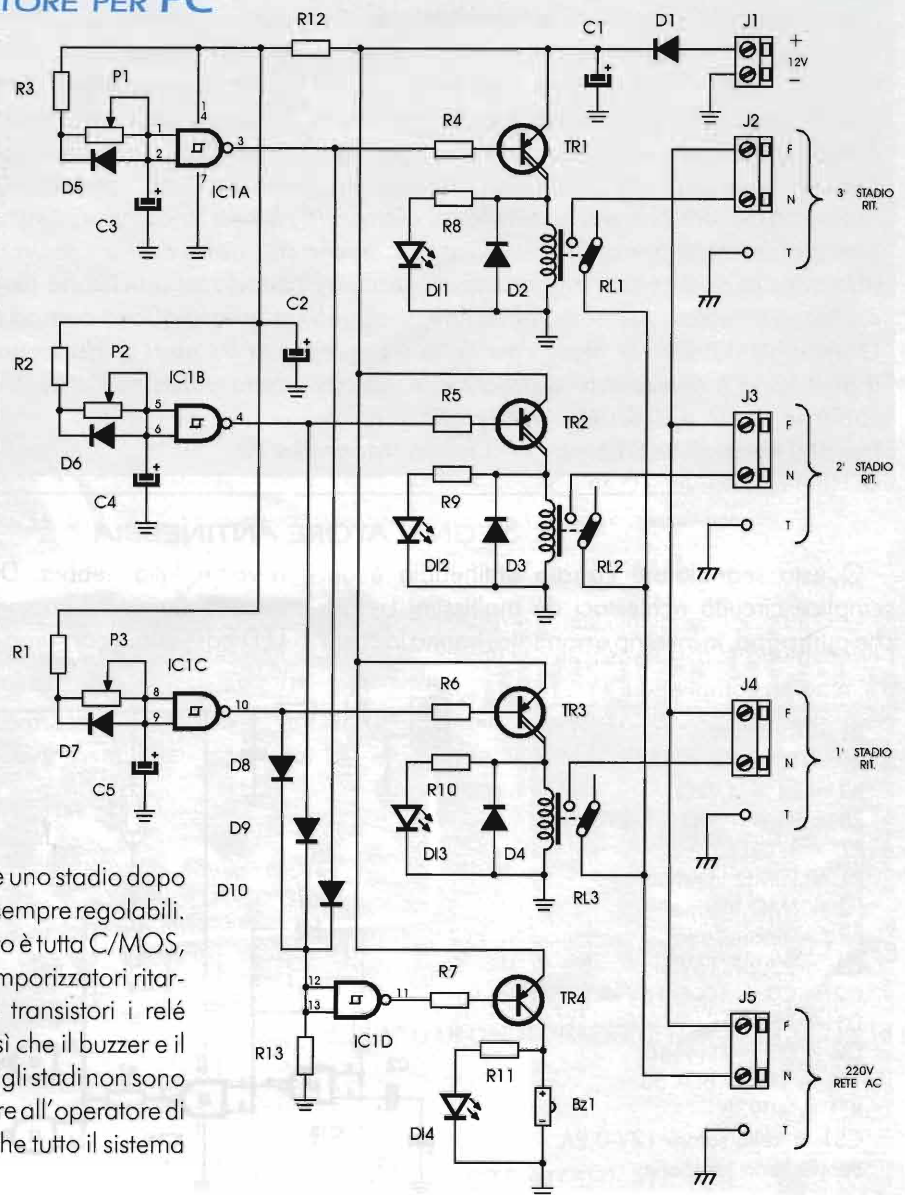 TORE PER PC
R12
C1
D1
J1
+
12V
−
R3
P1
1
4
1
2
3
7
IC1A
D5
C3
R4
TR1
R8
DI1
D2
RL1
J2
F
N
T
3' STADIO
RIT.
C2
R2
P2
IC1B
5
6
4
D6
C4
R5
TR2
R9
DI2
D3
RL2
J3
F
N
T
2' STADIO
RIT.
R1
P3
IC1C
8
9
10
D7
C5
R6
TR3
R10
DI3
D4
RL3
J4
F
N
T
1' STADIO
RIT.
D8
D9
D10
12
13
11
IC1D
R13
R7
TR4
R11
DI4
Bz1
J5
F
N
T
220V
RETE AC
e uno stadio dopo
sempre regolabili.
o è tutta C/MOS,
mporizzatori ritar-
transistori i relé
sì che il buzzer e il
gli stadi non sono
re all'operatore di
he tutto il sistema